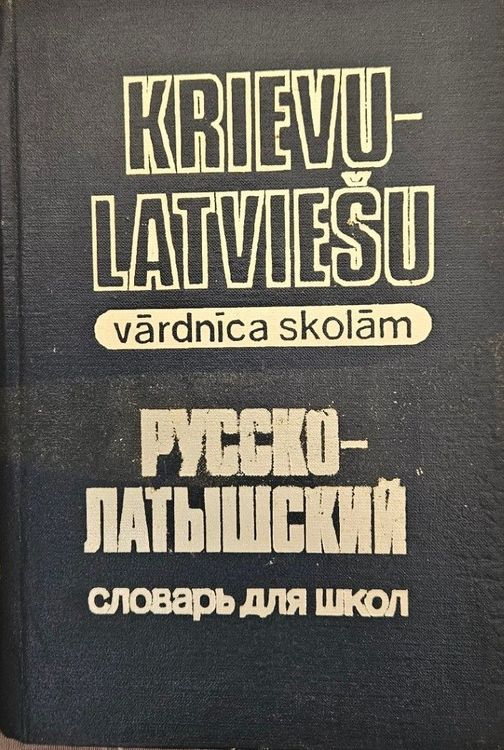 KRIEVU-
LATVIEŠU
vārdnīca skolām
РУССКО-
ЛАТЫШСКИЙ
словарь для школ